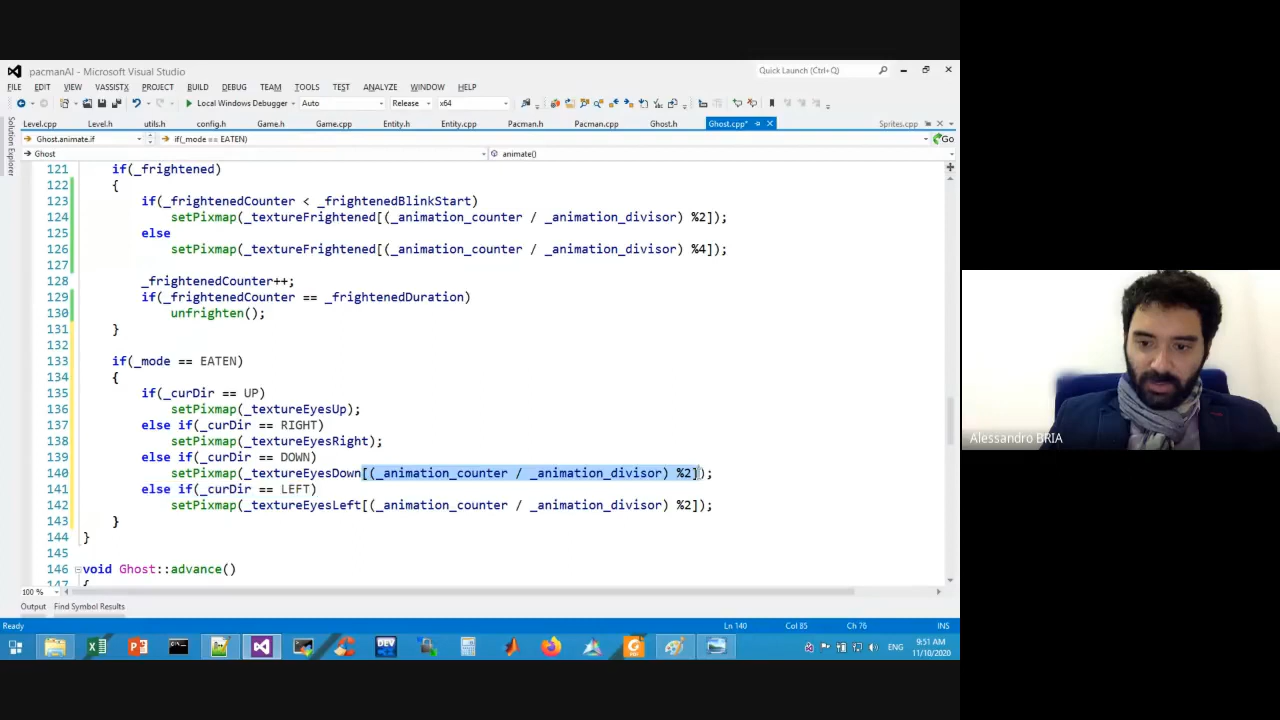 pacmanAI - Microsoft Visual Studio
Quick Launch (Ctrl+Q)
FILE EDIT VIEW VASSISTX PROJECT BUILD DEBUG TEAM TOOLS TEST ANALYZE WINDOW HELP
Local Windows Debugger Auto Release x64
Level.cpp Level.h utils.h config.h Game.h Game.cpp Entity.h Entity.cpp Pacman.h Pacman.cpp Ghost.h Ghost.cpp* Sprites.cpp
Ghost.animate.if if(_mode == EATEN) Go
Ghost animate()
Solution Explorer
121 if(_frightened)
122 {
123 if(_frightenedCounter < _frightenedBlinkStart)
124 setPixmap(_textureFrightened[(_animation_counter / _animation_divisor) %2]);
125 else
126 setPixmap(_textureFrightened[(_animation_counter / _animation_divisor) %4]);
127
128 _frightenedCounter++;
129 if(_frightenedCounter == _frightenedDuration)
130 unfrighten();
131 }
132
133 if(_mode == EATEN)
134 {
135 if(_curDir == UP)
136 setPixmap(_textureEyesUp);
137 else if(_curDir == RIGHT)
138 setPixmap(_textureEyesRight);
139 else if(_curDir == DOWN)
140 setPixmap(_textureEyesDown[(_animation_counter / _animation_divisor) %2]);
141 else if(_curDir == LEFT)
142 setPixmap(_textureEyesLeft[(_animation_counter / _animation_divisor) %2]);
143 }
144 }
145
146 void Ghost::advance()
147 {
100 %
Output Find Symbol Results
Ready Ln 140 Col 85 Ch 76 INS
DEV
ENG
9:51 AM
11/10/2020
Alessandro BRIA